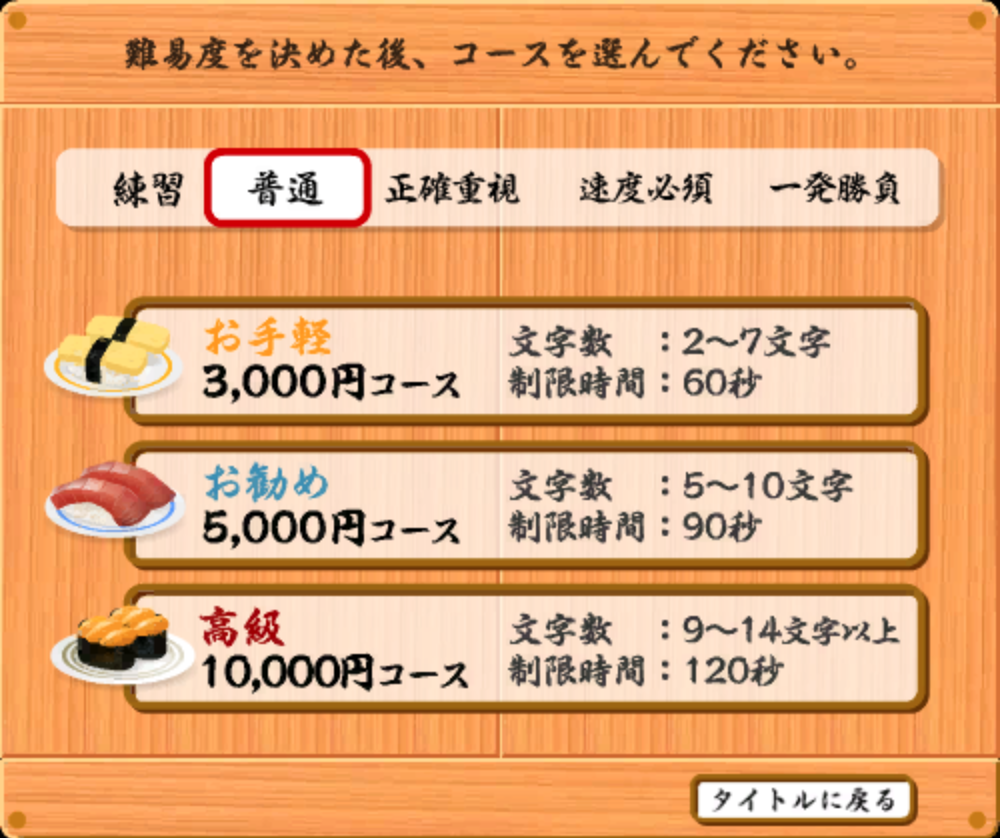 難易度を決めた後、コースを選んでください。
練習 普通 正確重視 速度必須 一発勝負
お手軽
3,000円コース
文字数 :2~7文字
制限時間:60秒
お勧め
5,000円コース
文字数 :5~10文字
制限時間:90秒
高級
10,000円コース
文字数 :9~14文字以上
制限時間:120秒
タイトルに戻る